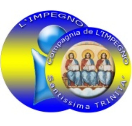 L'IMPEGNO
Compagnia de L'IMPEGNO
Santissima TRINITA'